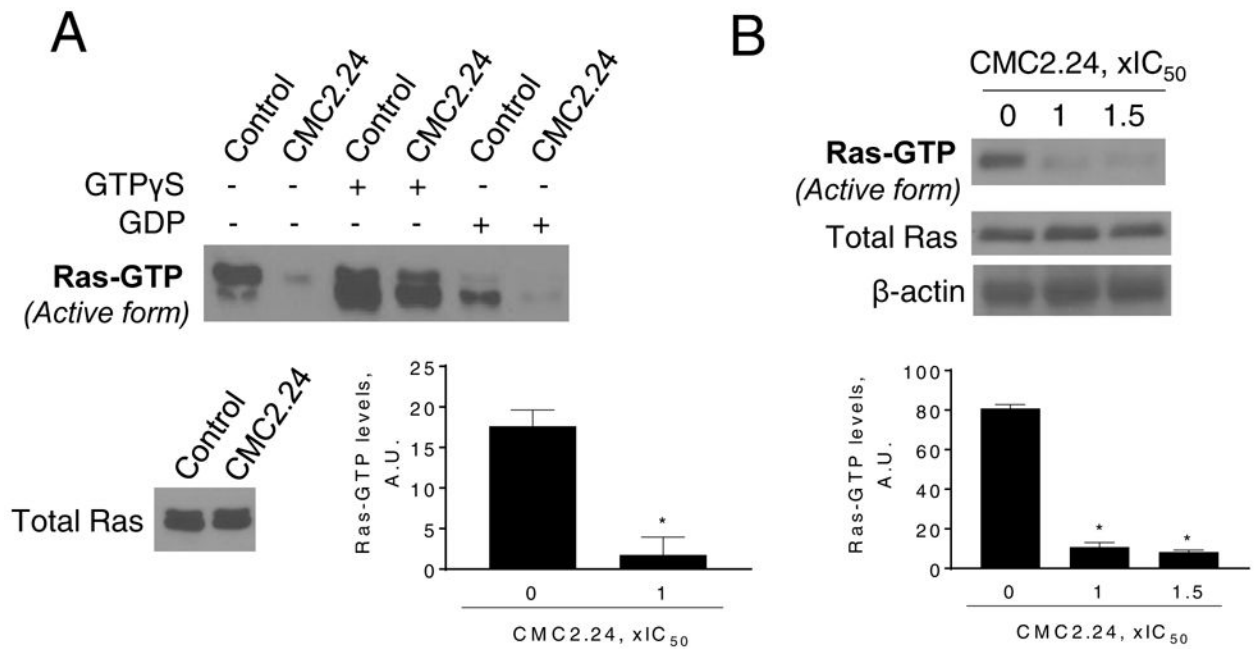 A
Control
CMC2.24
Control
CMC2.24
Control
CMC2.24
GTPγS - - + + - -
GDP - - - - + +
Ras-GTP
(Active form)
Control
CMC2.24
Total Ras
Ras-GTP levels,
A.U.
25
20
15
10
5
0
0 1
*
CMC2.24, xIC50
B
CMC2.24, xIC50
0 1 1.5
Ras-GTP
(Active form)
Total Ras
β-actin
Ras-GTP levels,
A.U.
100
80
60
40
20
0
* *
0 1 1.5
CMC2.24, xIC50